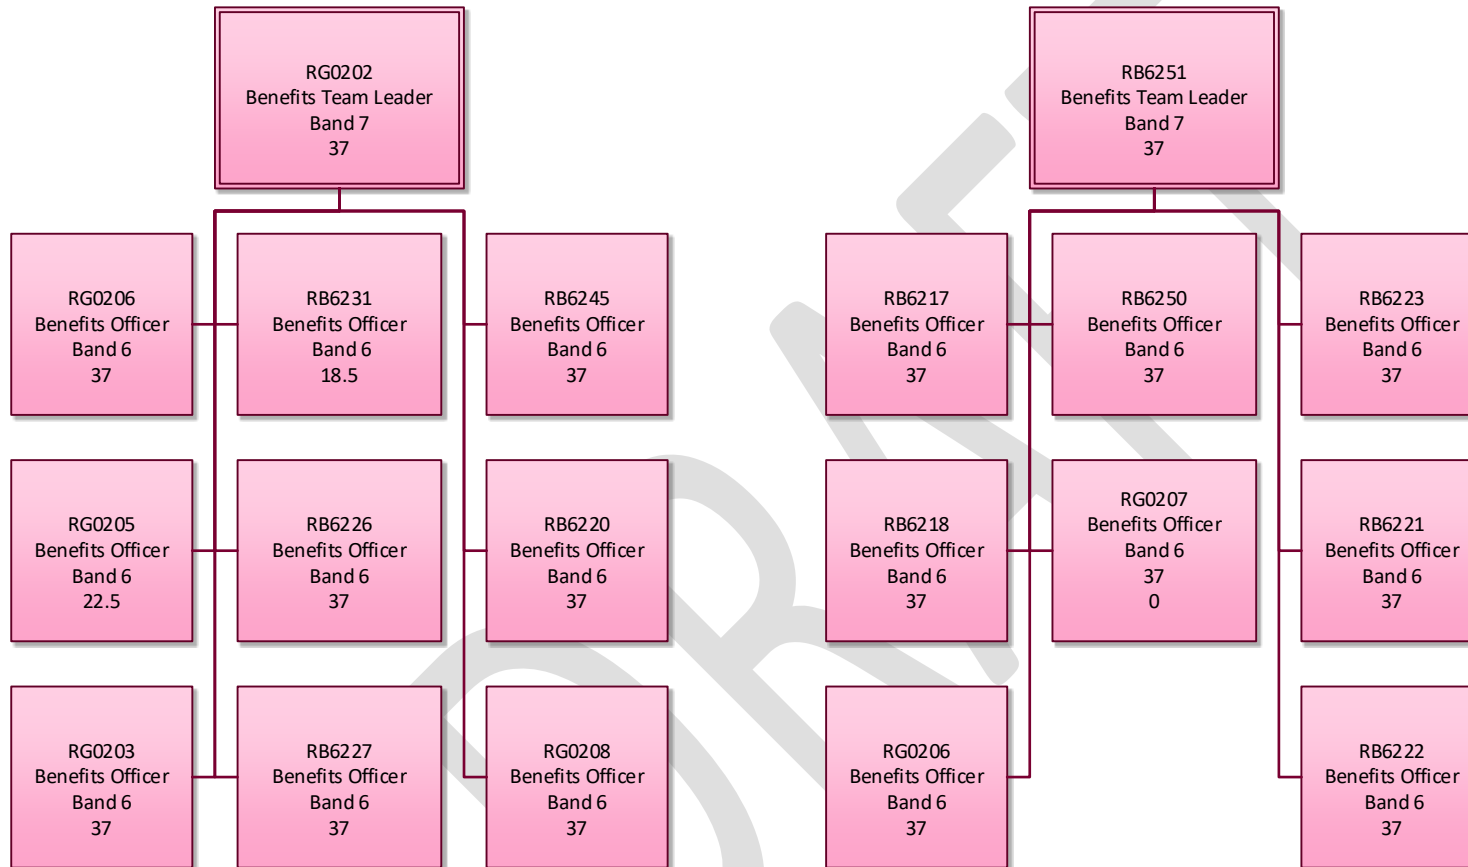 RG0202
Benefits Team Leader
Band 7
37
RB6251
Benefits Team Leader
Band 7
37
RG0206
Benefits Officer
Band 6
37
RB6231
Benefits Officer
Band 6
18.5
RB6245
Benefits Officer
Band 6
37
RB6217
Benefits Officer
Band 6
37
RB6250
Benefits Officer
Band 6
37
RB6223
Benefits Officer
Band 6
37
RG0205
Benefits Officer
Band 6
22.5
RB6226
Benefits Officer
Band 6
37
RB6220
Benefits Officer
Band 6
37
RB6218
Benefits Officer
Band 6
37
RG0207
Benefits Officer
Band 6
37
0
RB6221
Benefits Officer
Band 6
37
RG0203
Benefits Officer
Band 6
37
RB6227
Benefits Officer
Band 6
37
RG0208
Benefits Officer
Band 6
37
RG0206
Benefits Officer
Band 6
37
RB6222
Benefits Officer
Band 6
37
DRAFT